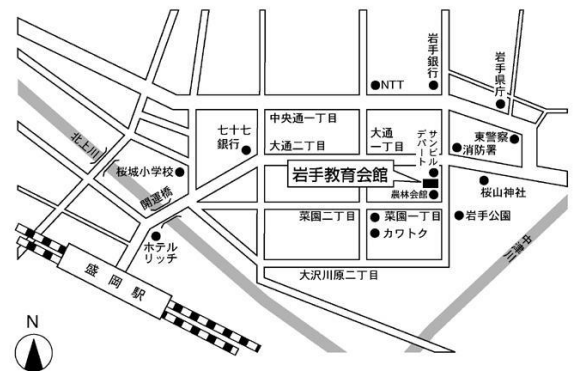 岩手銀行
岩手県庁
NTT
中央通一丁目
七十七
銀行
大通二丁目
大通
一丁目
サンビル
デパート
東警察
消防署
北上川
桜城小学校
岩手教育会館
開運橋
農林会館
桜山神社
菜園二丁目
菜園一丁目
岩手公園
カワトク
ホテル
リッチ
中津川
大沢川原二丁目
盛岡駅
N